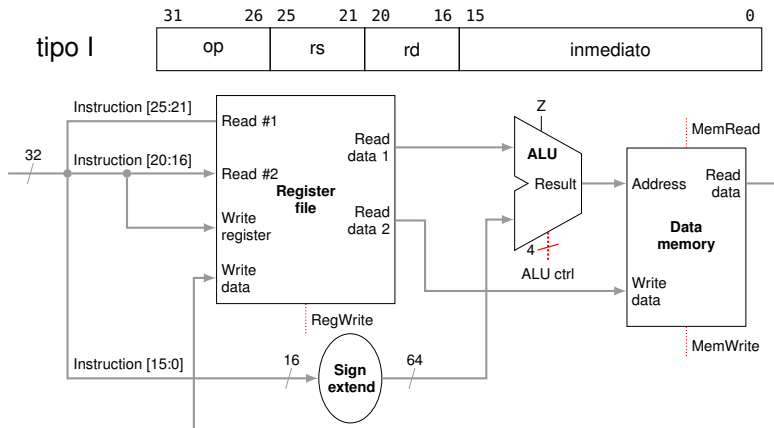 31 26 25 21 20 16 15 0
tipo I op rs rd inmediato
Instruction [25:21]
Read #1
32
Instruction [20:16]
Read #2
Register
file
Write
register
Write
data
Read
data 1
Read
data 2
RegWrite
Instruction [15:0]
16
Sign
extend
64
Z
ALU
Result
4
ALU ctrl
MemRead
Address
Read
data
Data
memory
Write
data
MemWrite